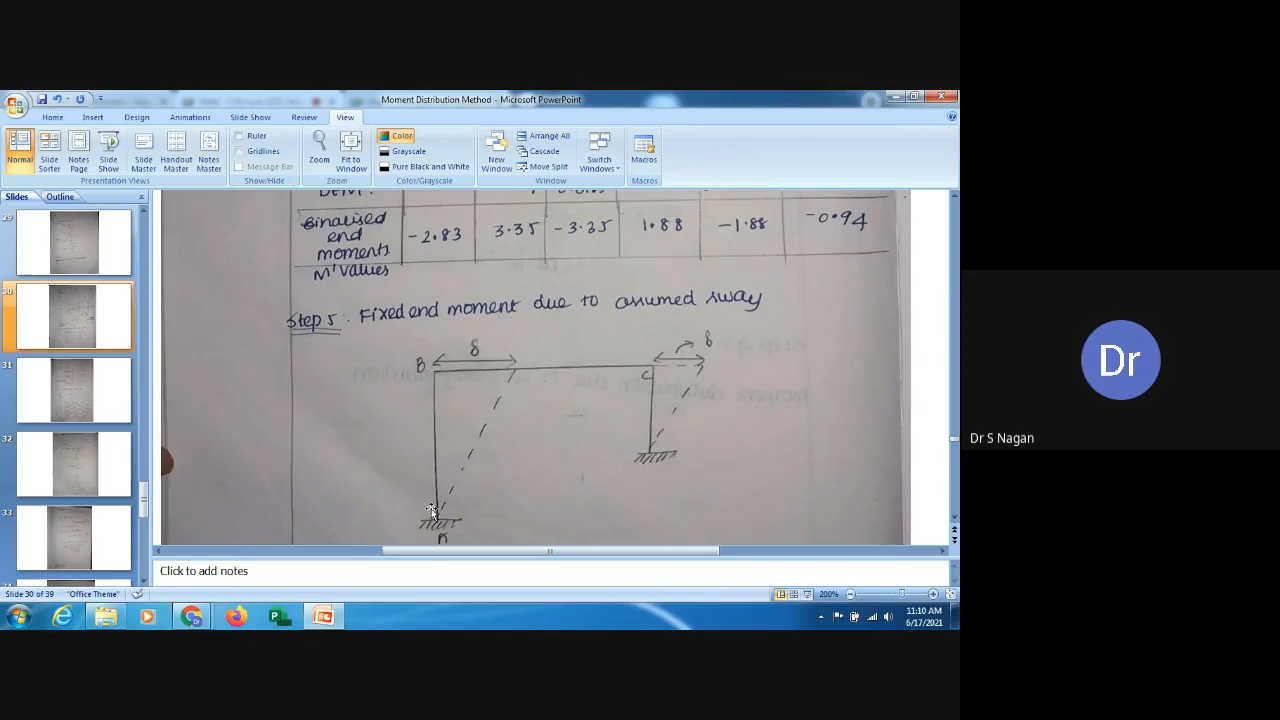 Moment Distribution Method - Microsoft PowerPoint
Home Insert Design Animations Slide Show Review View
Normal
Slide Sorter
Notes Page
Slide Show
Slide Master
Handout Master
Notes Master
Presentation Views
Ruler
Gridlines
Message Bar
Show/Hide
Zoom
Fit to Window
Zoom
Color
Grayscale
Pure Black and White
Color/Grayscale
New Window
Arrange All
Cascade
Move Split
Switch Windows
Window
Macros
Macros
Slides Outline
29
30
31
32
33
Finalised end moments M' values
-2.83 3.35 -3.35 1.88 -1.88 -0.94
Step 5: Fixed end moment due to assumed sway
δ
δ
B
C
A
Click to add notes
Slide 30 of 39 "Office Theme" 200%
11:10 AM
6/17/2021
Dr
Dr S Nagan